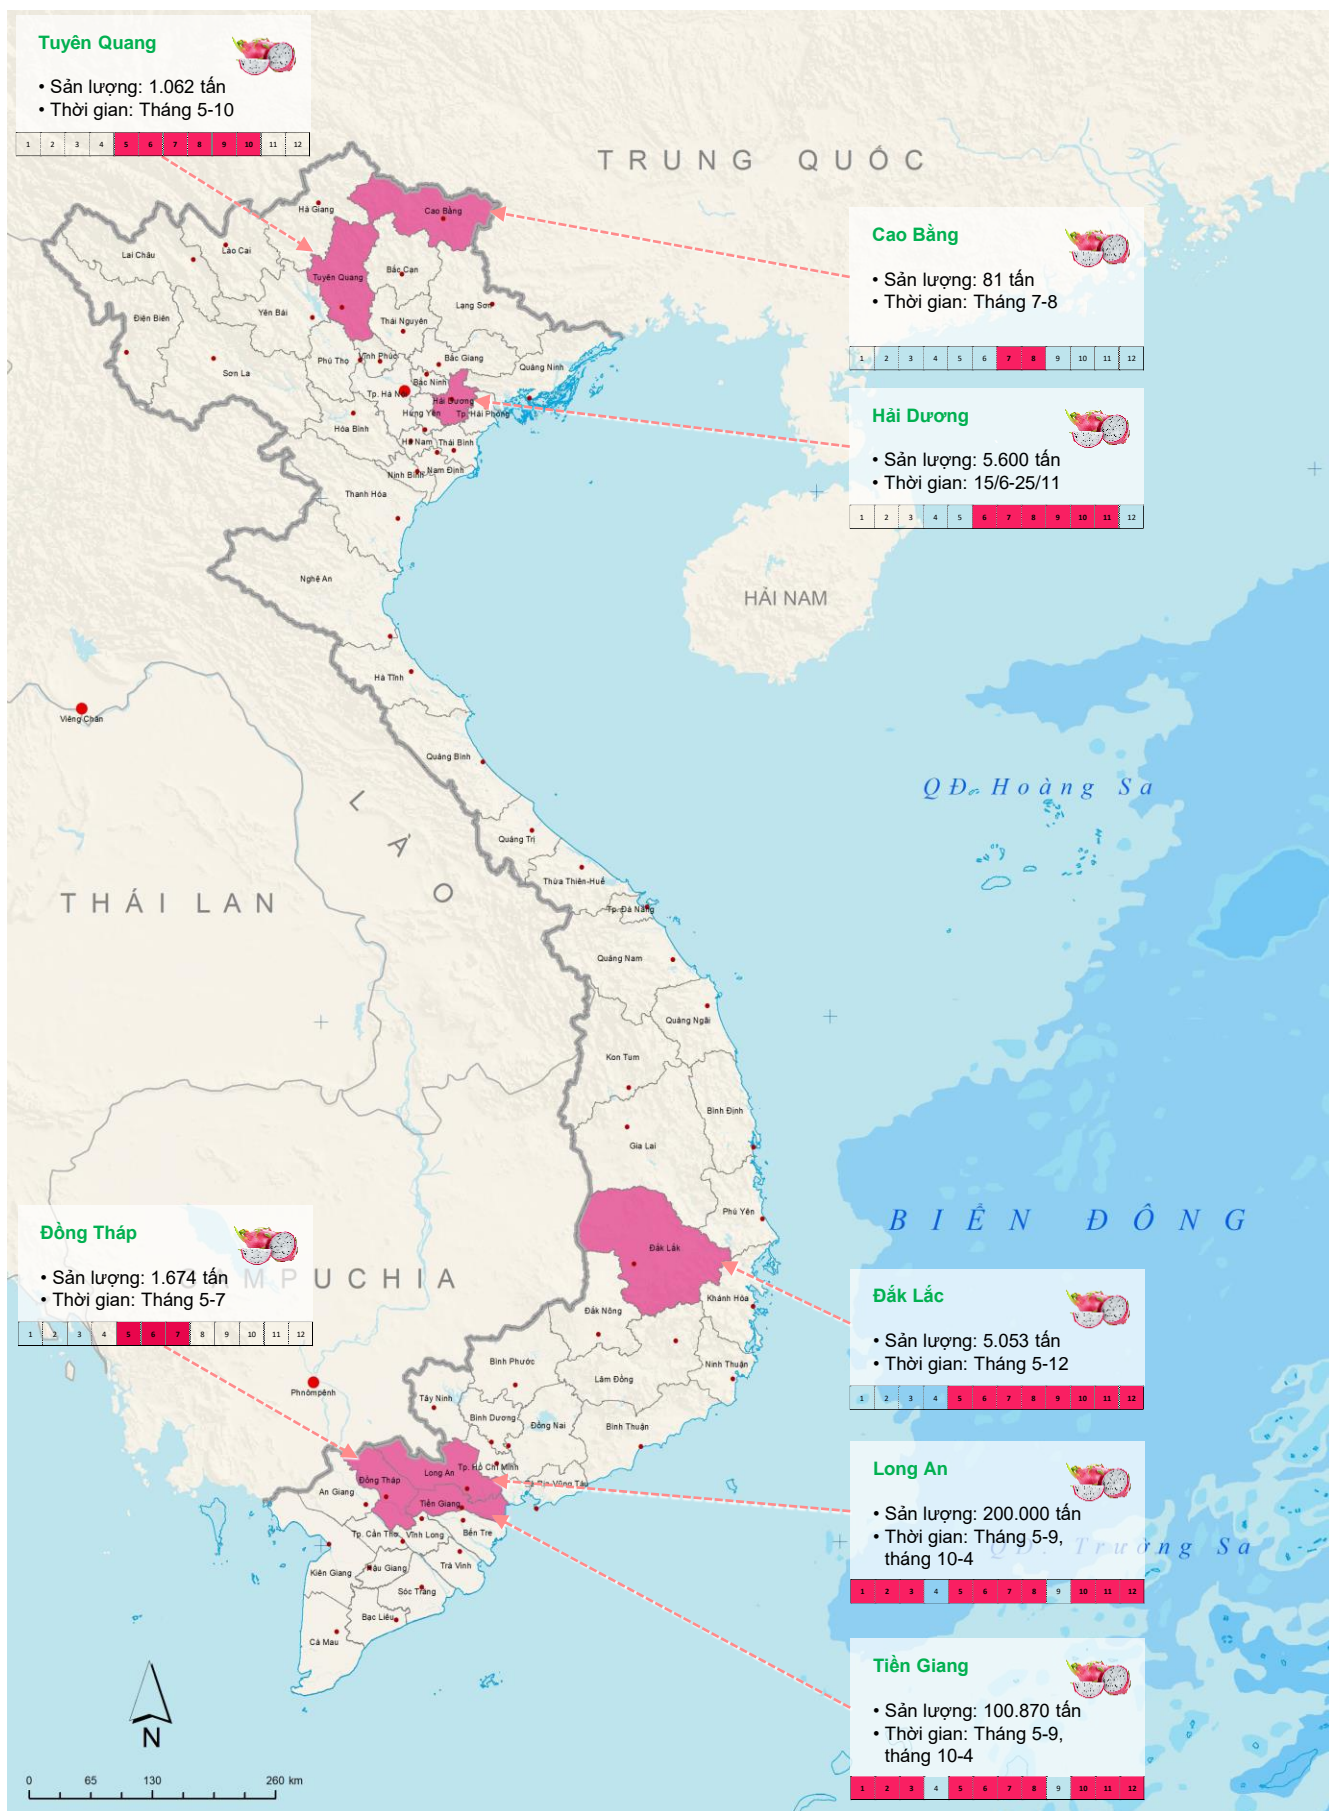 Tuyên Quang
• Sản lượng: 1.062 tấn
• Thời gian: Tháng 5-10
1 2 3 4 5 6 7 8 9 10 11 12
TRUNG QUỐC
Cao Bằng
• Sản lượng: 81 tấn
• Thời gian: Tháng 7-8
1 2 3 4 5 6 7 8 9 10 11 12
Hải Dương
• Sản lượng: 5.600 tấn
• Thời gian: 15/6-25/11
1 2 3 4 5 6 7 8 9 10 11 12
Hà Giang
Cao Bằng
Lai Châu
Lào Cai
Tuyên Quang
Bắc Cạn
Lạng Sơn
Điện Biên
Yên Bái
Thái Nguyên
Phú Thọ
Vĩnh Phúc
Bắc Giang
Quảng Ninh
Sơn La
Bắc Ninh
Tp. Hà N
Hải Dương
Hưng Yên
Tp. Hải Phòng
Hòa Bình
Hà Nam
Thái Bình
Ninh Bình
Nam Định
Thanh Hóa
Nghệ An
HẢI NAM
Hà Tĩnh
Viêng Chăn
Quảng Bình
QĐ. Hoàng Sa
LÀO
Quảng Trị
Thừa Thiên-Huế
THÁI LAN
Tp. Đà Nẵng
Quảng Nam
Quảng Ngãi
Kon Tum
Bình Định
Gia Lai
Phú Yên
BIỂN ĐÔNG
Đắk Lắk
Đồng Tháp
• Sản lượng: 1.674 tấn
• Thời gian: Tháng 5-7
1 2 3 4 5 6 7 8 9 10 11 12
CAMPUCHIA
Đắk Lắc
• Sản lượng: 5.053 tấn
• Thời gian: Tháng 5-12
1 2 3 4 5 6 7 8 9 10 11 12
Khánh Hòa
Đắk Nông
Bình Phước
Lâm Đồng
Ninh Thuận
Phnômpênh
Tây Ninh
Bình Dương
Đồng Nai
Bình Thuận
Long An
• Sản lượng: 200.000 tấn
• Thời gian: Tháng 5-9,
tháng 10-4
1 2 3 4 5 6 7 8 9 10 11 12
QĐ. Trường Sa
Tp. Hồ Chí Minh
Long An
Đồng Tháp
An Giang
Tiền Giang
Bà Rịa-Vũng Tàu
Tp. Cần Thơ
Vĩnh Long
Bến Tre
Kiên Giang
Hậu Giang
Trà Vinh
Sóc Trăng
Bạc Liêu
Cà Mau
Tiền Giang
• Sản lượng: 100.870 tấn
• Thời gian: Tháng 5-9,
tháng 10-4
1 2 3 4 5 6 7 8 9 10 11 12
N
0 65 130 260 km